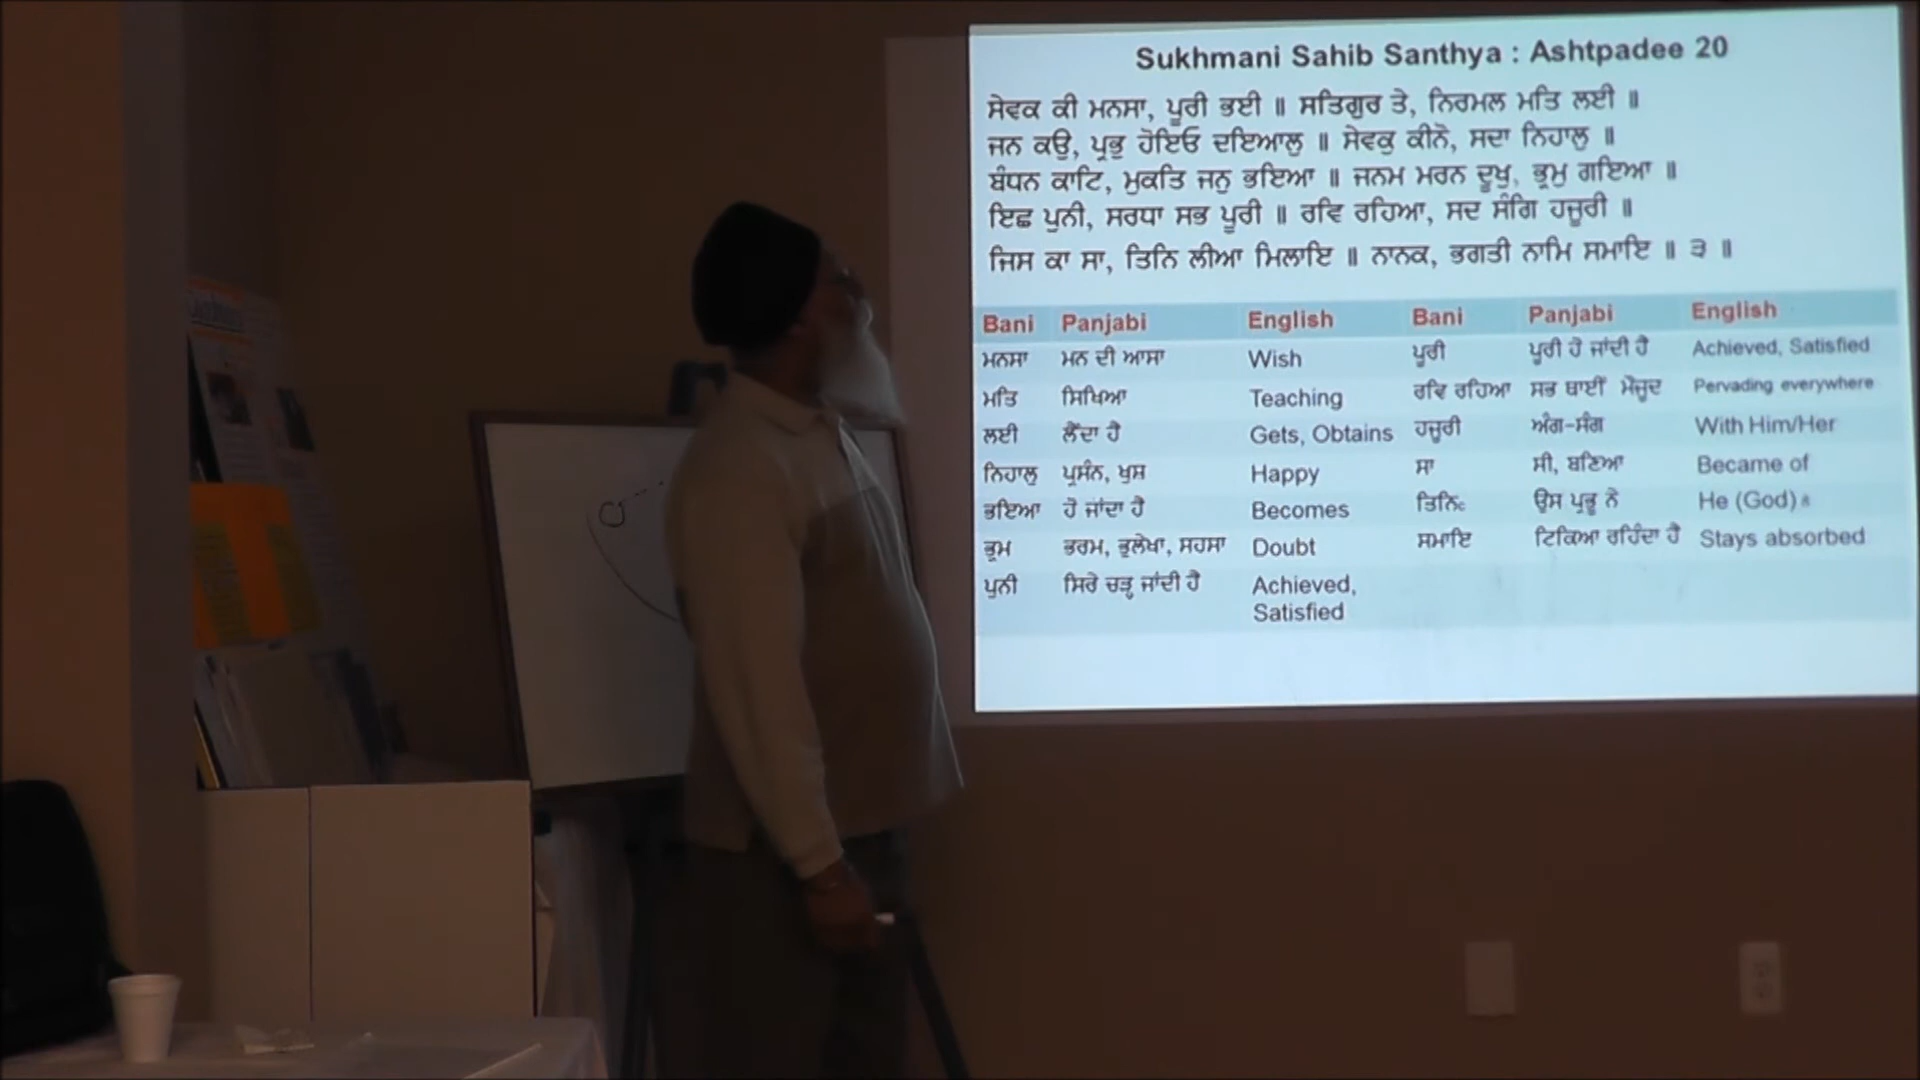 Sukhmani Sahib Santhya : Ashtpadee 20
ਸੇਵਕ ਕੀ ਮਨਸਾ, ਪੂਰੀ ਭਈ ॥ ਸਤਿਗੁਰ ਤੇ, ਨਿਰਮਲ ਮਤਿ ਲਈ ॥
ਜਨ ਕਉ, ਪ੍ਰਭੁ ਹੋਇਓ ਦਇਆਲੁ ॥ ਸੇਵਕੁ ਕੀਨੋ, ਸਦਾ ਨਿਹਾਲੁ ॥
ਬੰਧਨ ਕਾਟਿ, ਮੁਕਤਿ ਜਨੁ ਭਇਆ ॥ ਜਨਮ ਮਰਨ ਦੂਖੁ, ਭ੍ਰਮੁ ਗਇਆ ॥
ਇਛ ਪੁਨੀ, ਸਰਧਾ ਸਭ ਪੂਰੀ ॥ ਰਵਿ ਰਹਿਆ, ਸਦ ਸੰਗਿ ਹਜੂਰੀ ॥
ਜਿਸ ਕਾ ਸਾ, ਤਿਨਿ ਲੀਆ ਮਿਲਾਇ ॥ ਨਾਨਕ, ਭਗਤੀ ਨਾਮਿ ਸਮਾਇ ॥ ੩ ॥
Bani Panjabi English Bani Panjabi English
ਮਨਸਾ ਮਨ ਦੀ ਆਸਾ Wish ਪੂਰੀ ਪੂਰੀ ਹੋ ਜਾਂਦੀ ਹੈ Achieved, Satisfied
ਮਤਿ ਸਿਖਿਆ Teaching ਰਵਿ ਰਹਿਆ ਸਭ ਥਾਈਂ ਮੌਜੂਦ Pervading everywhere
ਲਈ ਲੈਂਦਾ ਹੈ Gets, Obtains ਹਜੂਰੀ ਅੰਗ-ਸੰਗ With Him/Her
ਨਿਹਾਲੁ ਪ੍ਰਸੰਨ, ਖੁਸ਼ Happy ਸਾ ਸੀ, ਬਣਿਆ Became of
ਭਇਆ ਹੋ ਜਾਂਦਾ ਹੈ Becomes ਤਿਨਿ ਉਸ ਪ੍ਰਭੂ ਨੇ He (God)
ਭ੍ਰਮ ਭਰਮ, ਭੁਲੇਖਾ, ਸਹਸਾ Doubt ਸਮਾਇ ਟਿਕਿਆ ਰਹਿੰਦਾ ਹੈ Stays absorbed
ਪੁਨੀ ਸਿਰੇ ਚੜ੍ਹ ਜਾਂਦੀ ਹੈ Achieved,
Satisfied